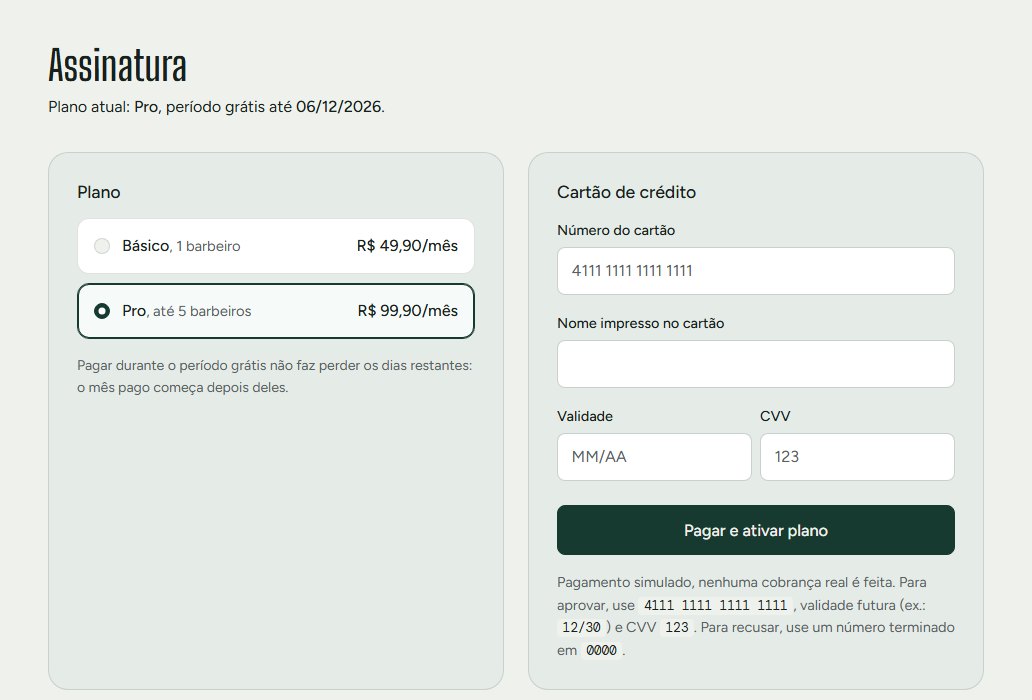 Assinatura
Plano atual: Pro, período grátis até 06/12/2026.
Plano
Básico, 1 barbeiro R$ 49,90/mês
Pro, até 5 barbeiros R$ 99,90/mês
Pagar durante o período grátis não faz perder os dias restantes:
o mês pago começa depois deles.
Cartão de crédito
Número do cartão
4111 1111 1111 1111
Nome impresso no cartão
Validade CVV
MM/AA 123
Pagar e ativar plano
Pagamento simulado, nenhuma cobrança real é feita. Para
aprovar, use 4111 1111 1111 1111 , validade futura (ex.:
12/30 ) e CVV 123 . Para recusar, use um número terminado
em 0000 .